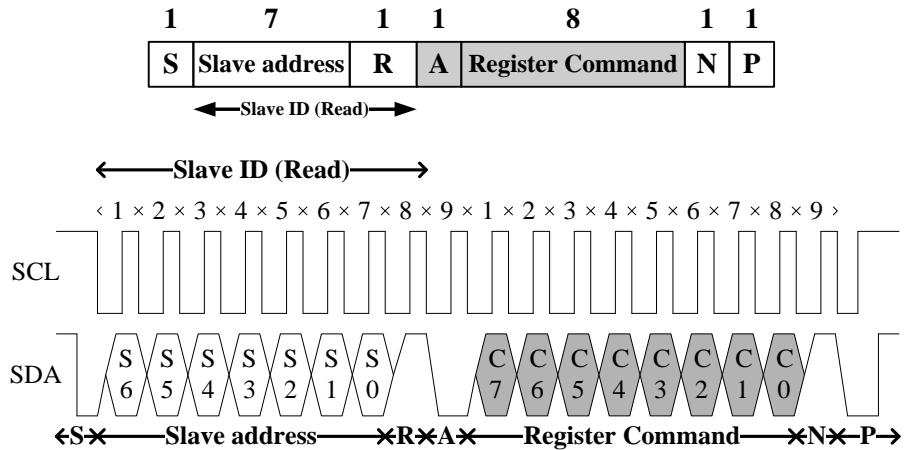 1 7 1 1 8 1 1
S Slave address R A Register Command N P
Slave ID (Read)
Slave ID (Read)
1 2 3 4 5 6 7 8 9 1 2 3 4 5 6 7 8 9
SCL
S S S S S S S C C C C C C C C
SDA
6 5 4 3 2 1 0 7 6 5 4 3 2 1 0
S Slave address R A Register Command N P